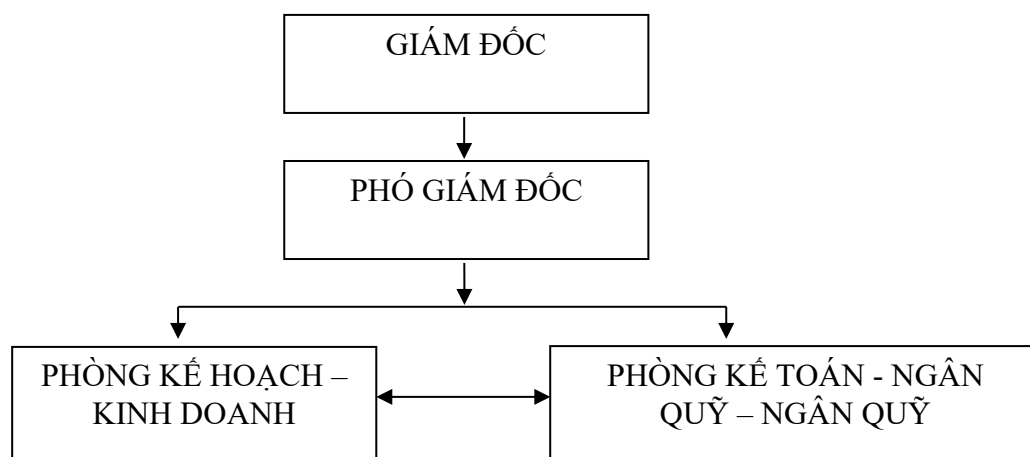 GIÁM ĐỐC
PHÓ GIÁM ĐỐC
PHÒNG KẾ HOẠCH –
KINH DOANH
PHÒNG KẾ TOÁN - NGÂN
QUỸ – NGÂN QUỸ